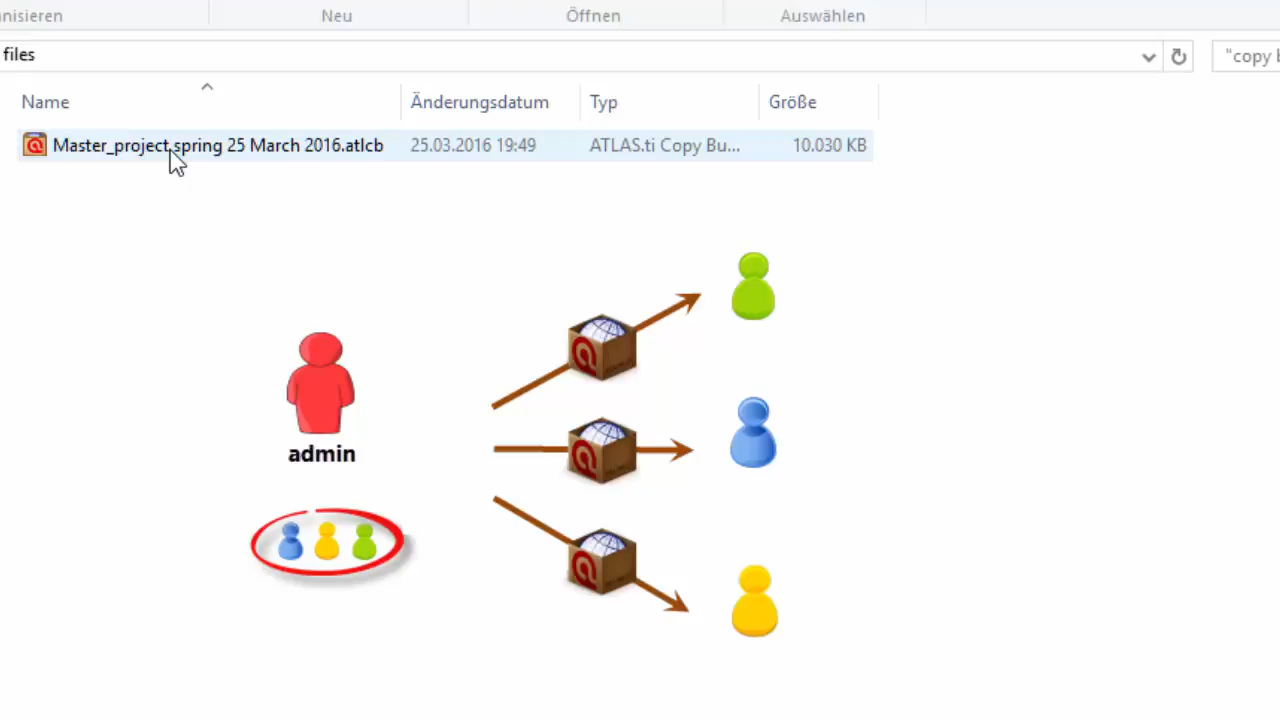 nisieren Neu Öffnen Auswählen
files "copy b
Name Änderungsdatum Typ Größe
Master_project spring 25 March 2016.atlcb 25.03.2016 19:49 ATLAS.ti Copy Bu... 10.030 KB
admin